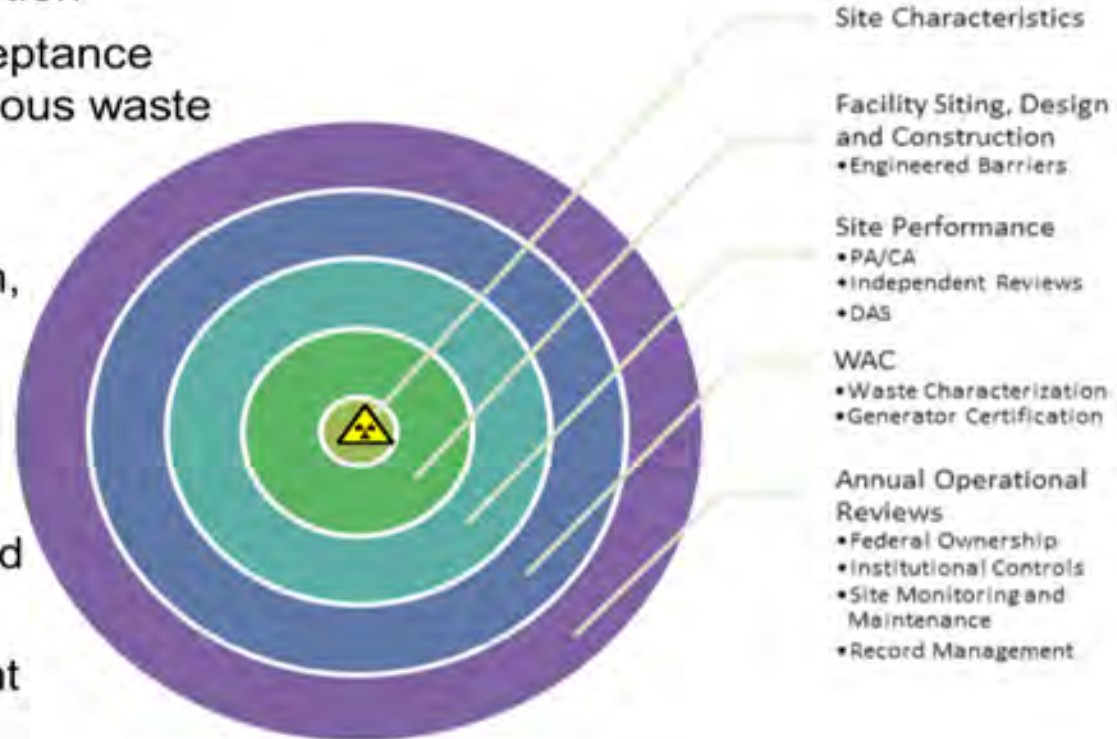 eptance
ous waste
d
Site Characteristics
Facility Siting, Design
and Construction
•Engineered Barriers
Site Performance
•PA/CA
•Independent Reviews
•DAS
WAC
•Waste Characterization
•Generator Certification
Annual Operational
Reviews
•Federal Ownership
•Institutional Controls
•Site Monitoring and
Maintenance
•Record Management